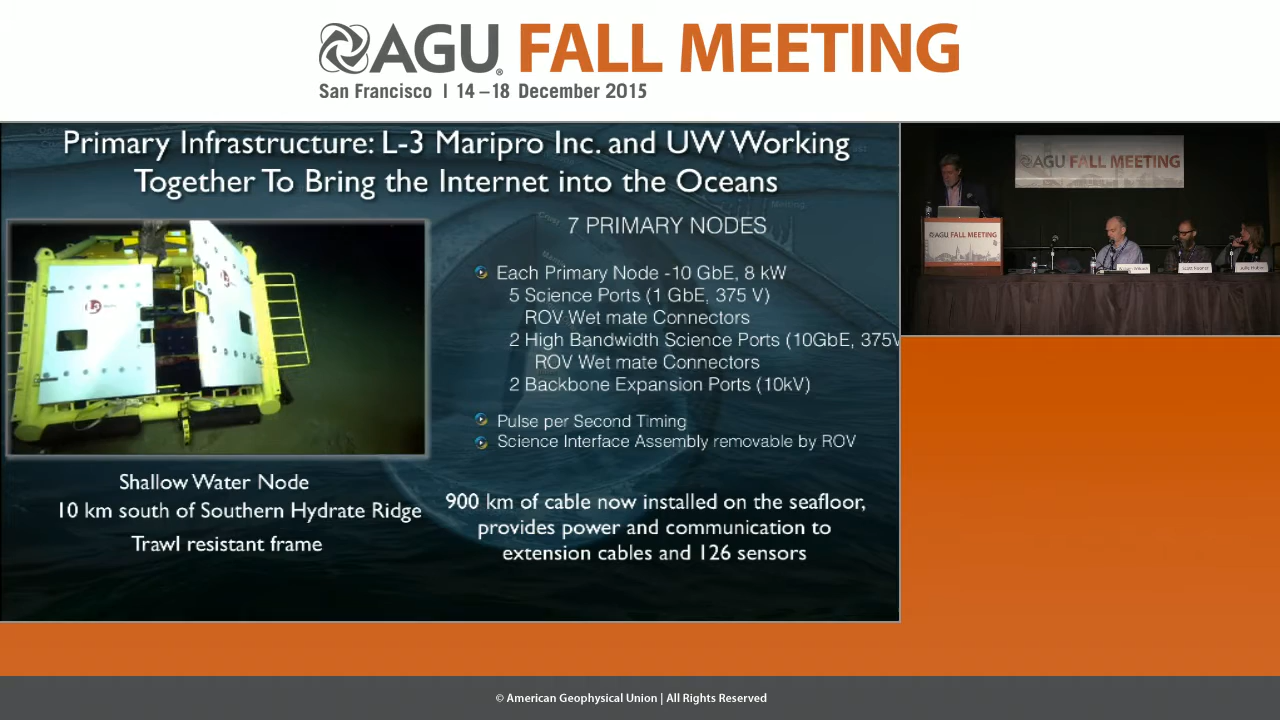 AGU FALL MEETING
San Francisco | 14 – 18 December 2015
Primary Infrastructure: L-3 Maripro Inc. and UW Working
Together To Bring the Internet into the Oceans
7 PRIMARY NODES
Each Primary Node -10 GbE, 8 kW
5 Science Ports (1 GbE, 375 V)
ROV Wet mate Connectors
2 High Bandwidth Science Ports (10GbE, 375V
ROV Wet mate Connectors
2 Backbone Expansion Ports (10kV)
Pulse per Second Timing
Science Interface Assembly removable by ROV
900 km of cable now installed on the seafloor,
provides power and communication to
extension cables and 126 sensors
L-3
Shallow Water Node
10 km south of Southern Hydrate Ridge
Trawl resistant frame
AGU FALL MEETING
AGU FALL MEETING
© American Geophysical Union | All Rights Reserved